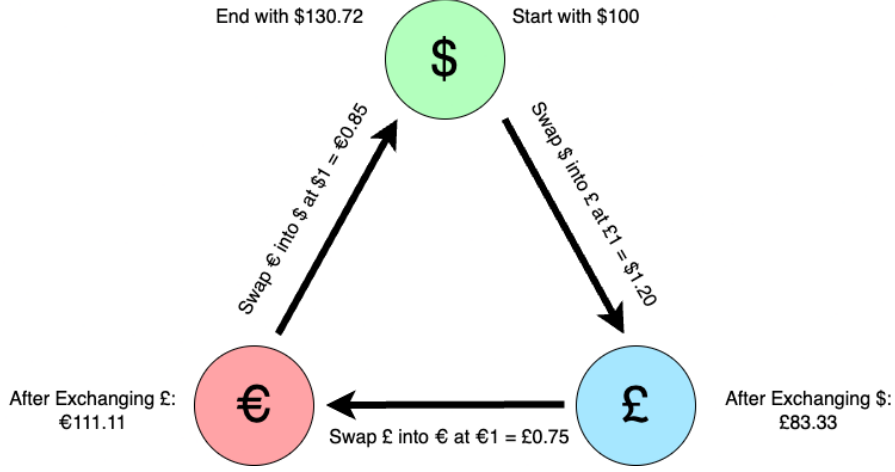 End with $130.72
$
Start with $100
Swap € into $ at $1 = €0.85
Swap $ into £ at £1 = $1.20
After Exchanging £:
€111.11
€
Swap £ into € at €1 = £0.75
£
After Exchanging $:
£83.33